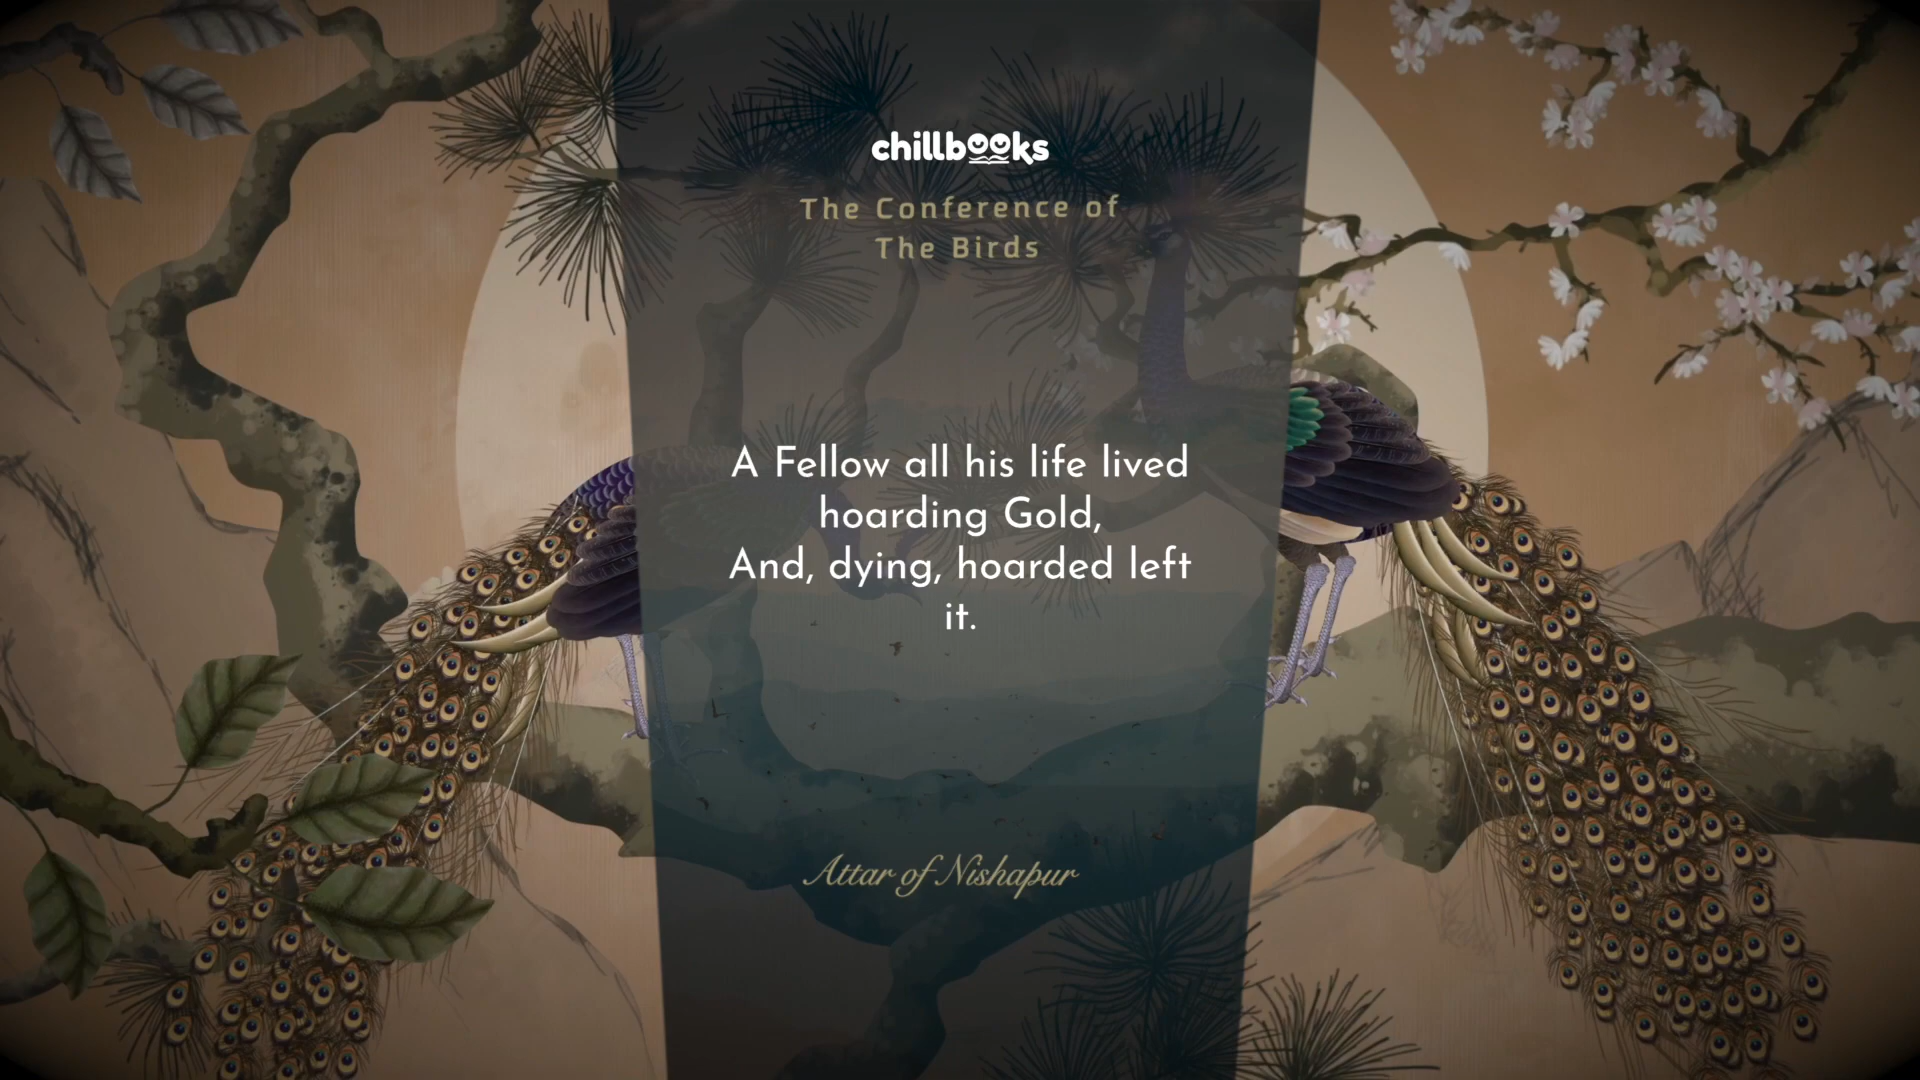 chillbooks
The Conference of
The Birds
A Fellow all his life lived
hoarding Gold,
And, dying, hoarded left
it.
Attar of Nishapur